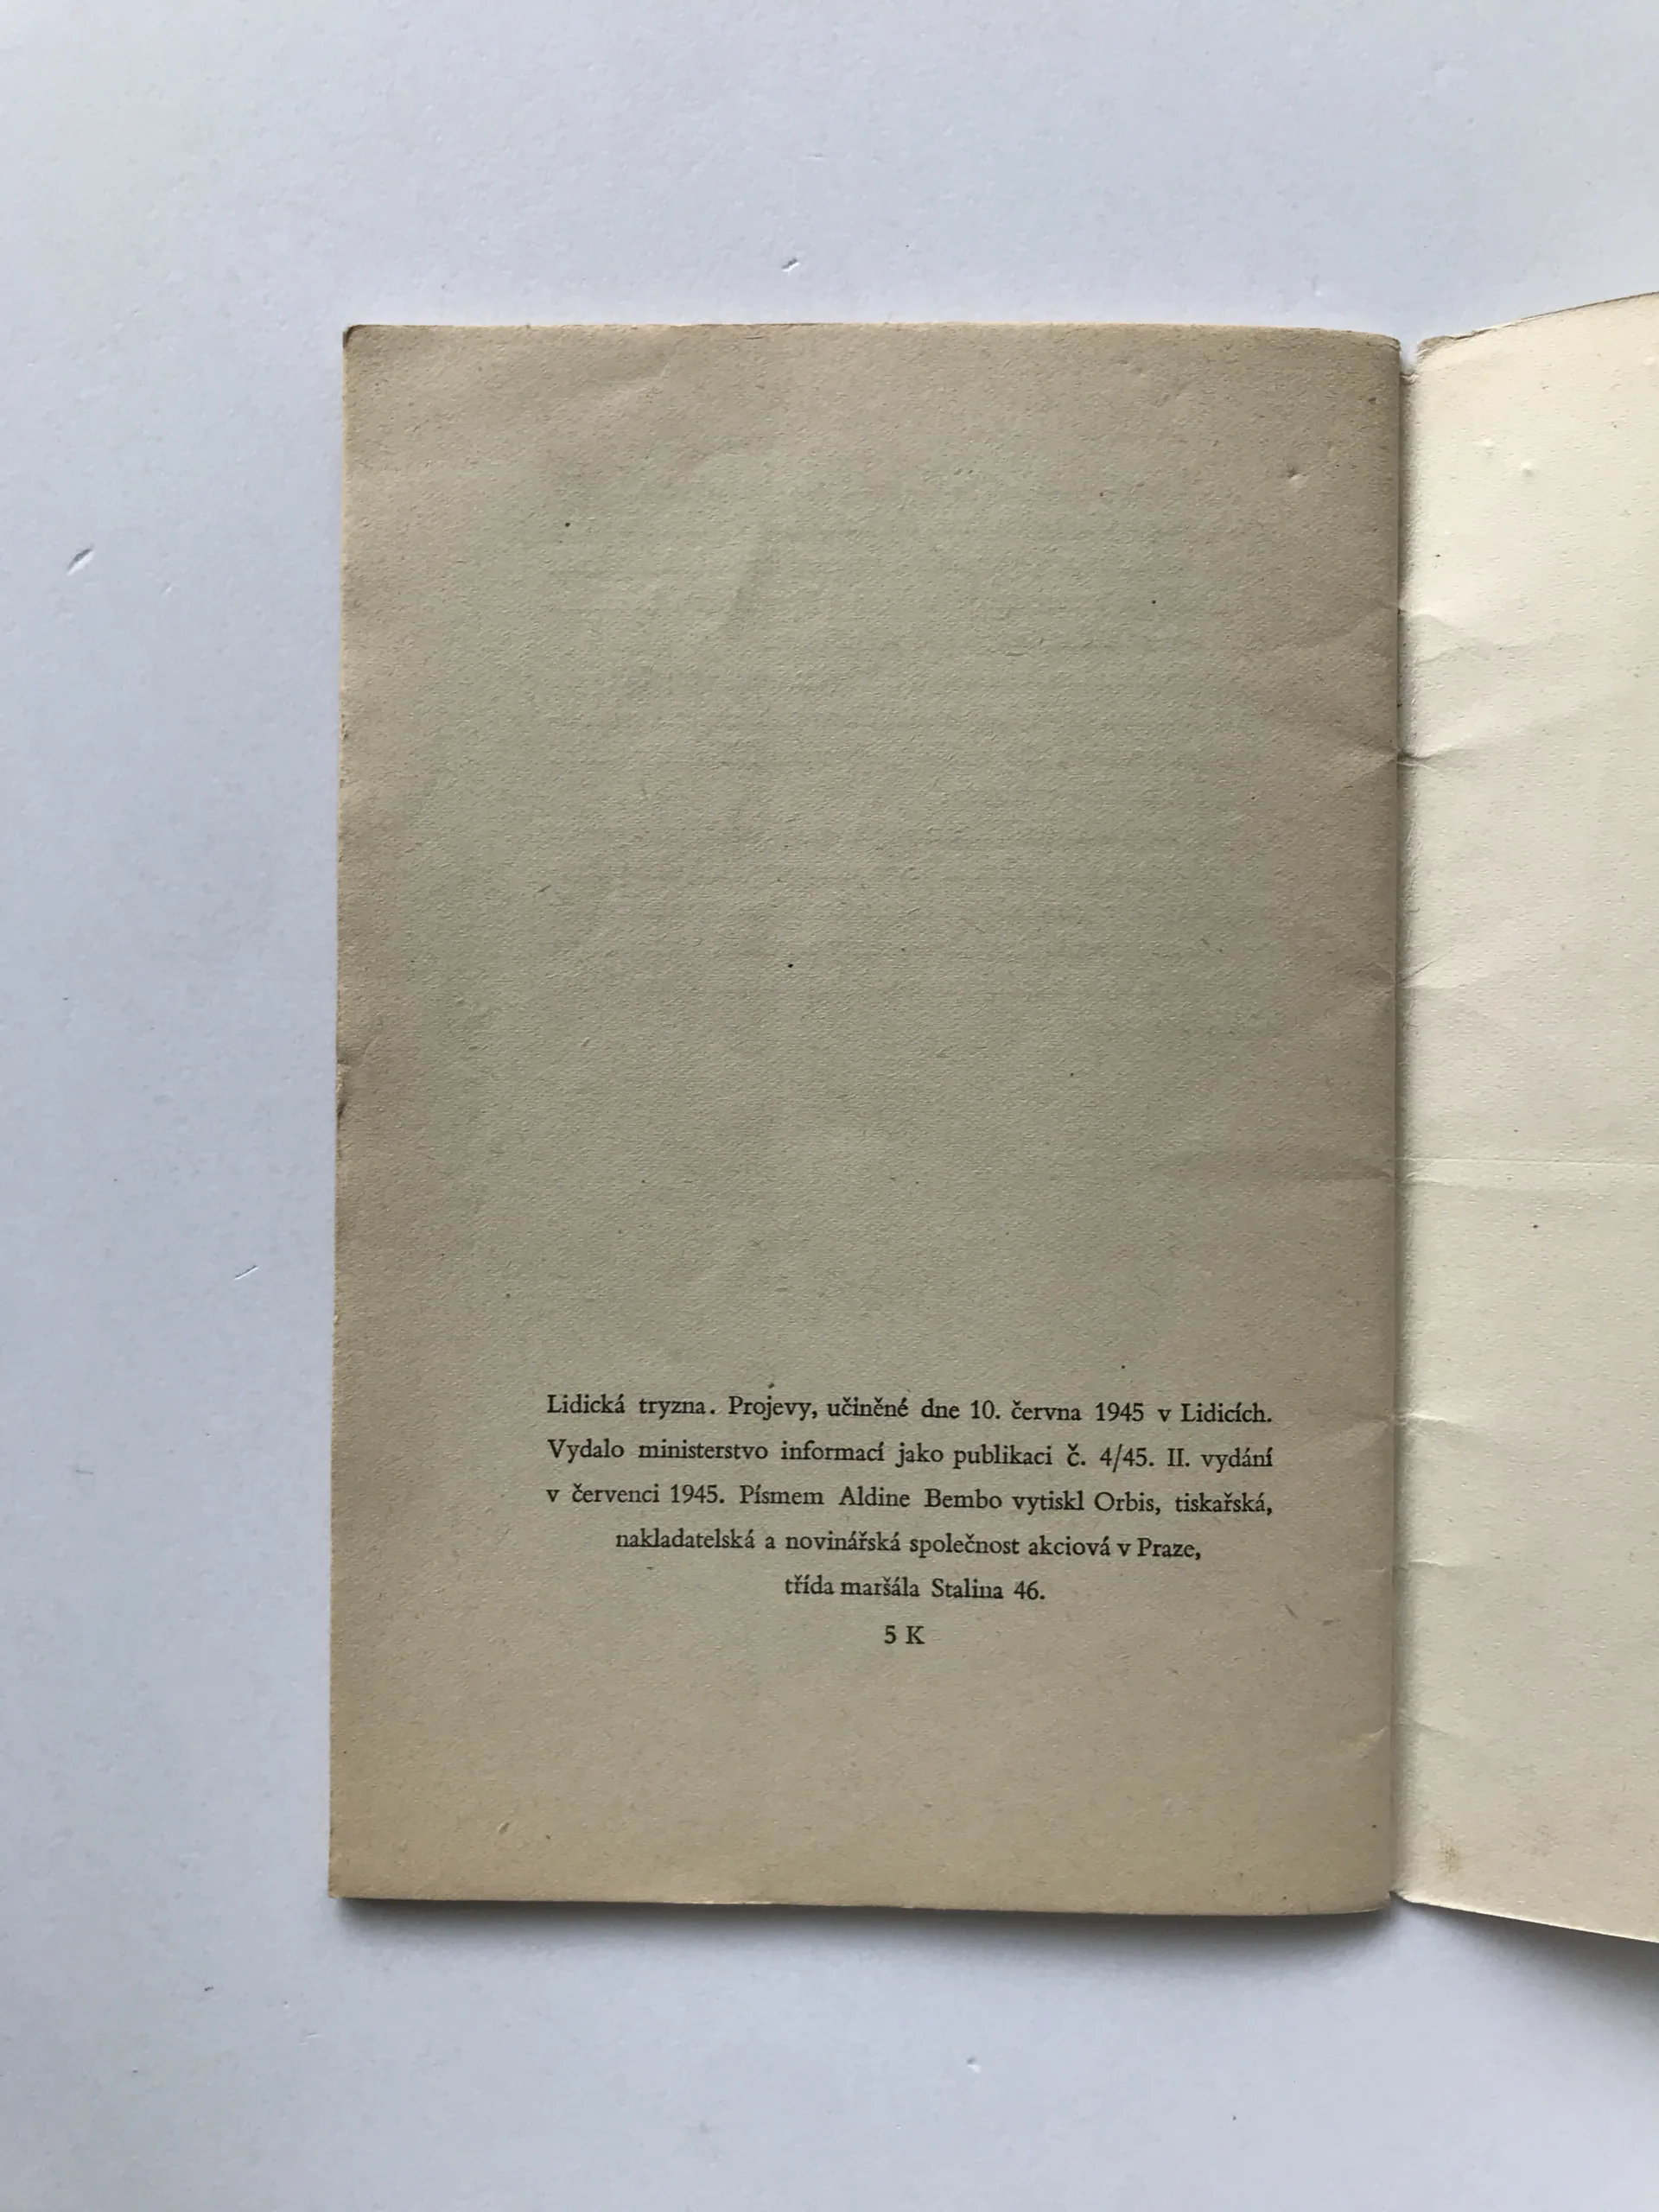 Lidická tryzna. Projevy, učiněné dne 10. června 1945 v Lidicích.
Vydalo ministerstvo informací jako publikaci č. 4/45. II. vydání
v červenci 1945. Písmem Aldine Bembo vytiskl Orbis, tiskařská,
nakladatelská a novinářská společnost akciová v Praze,
třída maršála Stalina 46.
5 K